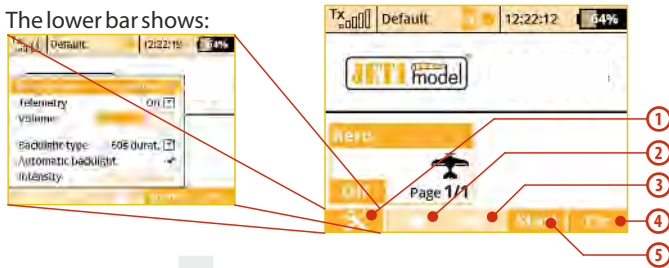 The lower bar shows:
Tx Default 12:22:19 64%
Telemetry On
Volume
Backlight type 60s durat.
Automatic backlight
Intensity
Tx Default 12:22:12 64%
JETI model
Aero
Page 1/1
1
2
3
4
5